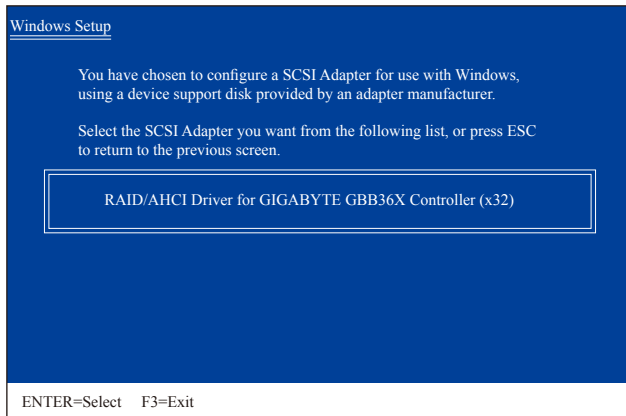 Windows Setup
You have chosen to configure a SCSI Adapter for use with Windows,
using a device support disk provided by an adapter manufacturer.
Select the SCSI Adapter you want from the following list, or press ESC
to return to the previous screen.
RAID/AHCI Driver for GIGABYTE GBB36X Controller (x32)
ENTER=Select F3=Exit